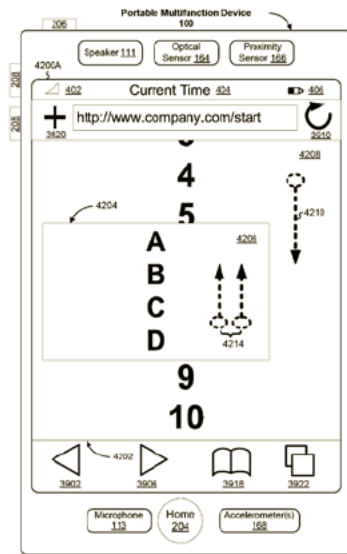 206
Portable Multifunction Device
100
Speaker 111
Optical Sensor 164
Proximity Sensor 166
4200A
208
208
402
Current Time 404
406
3620
http://www.company.com/start
3910
4208
4
5
4210
4204
4206
A
B
C
D
4214
9
10
4202
3902
3906
3918
3922
Microphone 113
Home 204
Accelerometer(s) 168